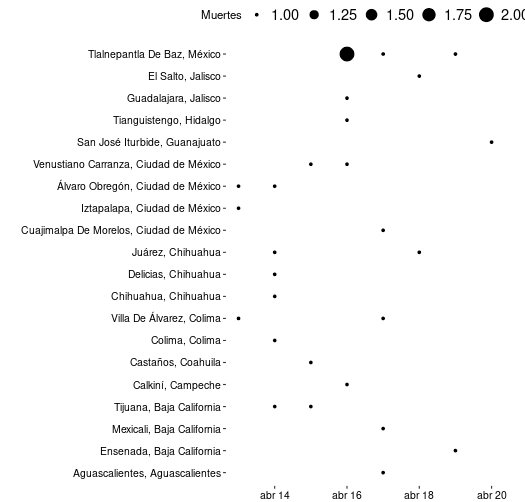 Muertes 1.00 1.25 1.50 1.75 2.00
Tlalnepantla De Baz, México
El Salto, Jalisco
Guadalajara, Jalisco
Tianguistengo, Hidalgo
San José Iturbide, Guanajuato
Venustiano Carranza, Ciudad de México
Álvaro Obregón, Ciudad de México
Iztapalapa, Ciudad de México
Cuajimalpa De Morelos, Ciudad de México
Juárez, Chihuahua
Delicias, Chihuahua
Chihuahua, Chihuahua
Villa De Álvarez, Colima
Colima, Colima
Castaños, Coahuila
Calkiní, Campeche
Tijuana, Baja California
Mexicali, Baja California
Ensenada, Baja California
Aguascalientes, Aguascalientes
abr 14 abr 16 abr 18 abr 20